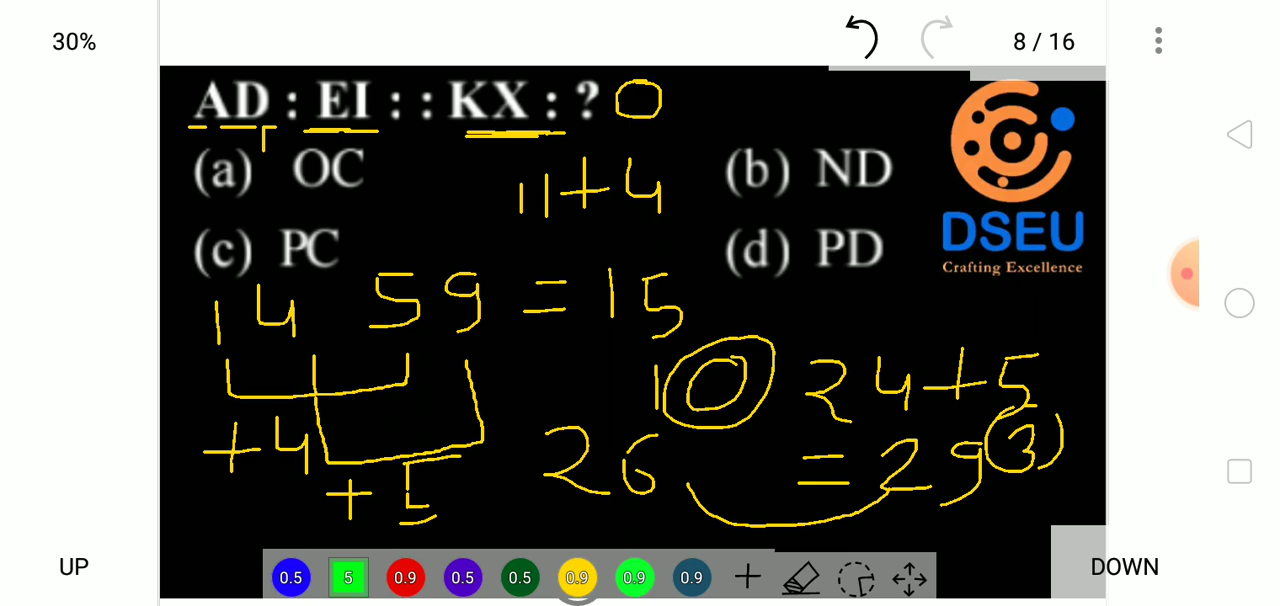 30%
8 / 16
AD : EI : : KX : ? O
(a) OC
(b) ND
11+4
DSEU
Crafting Excellence
(c) PC
(d) PD
14 59 = 15
10
24+5
+4
26
= 29 (3)
+ 5
UP
0.5 5 0.9 0.5 0.5 0.9 0.9 0.9
DOWN